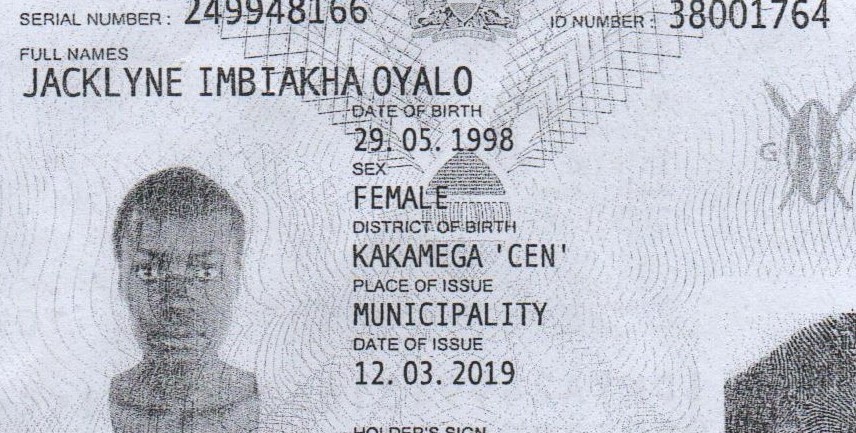 SERIAL NUMBER: 249948166 ID NUMBER: 38001764
FULL NAMES
JACKLYNE IMBIAKHA OYALO
DATE OF BIRTH
29. 05. 1998
SEX
FEMALE
DISTRICT OF BIRTH
KAKAMEGA 'CEN'
PLACE OF ISSUE
MUNICIPALITY
DATE OF ISSUE
12. 03. 2019
HOLDER'S SIGN